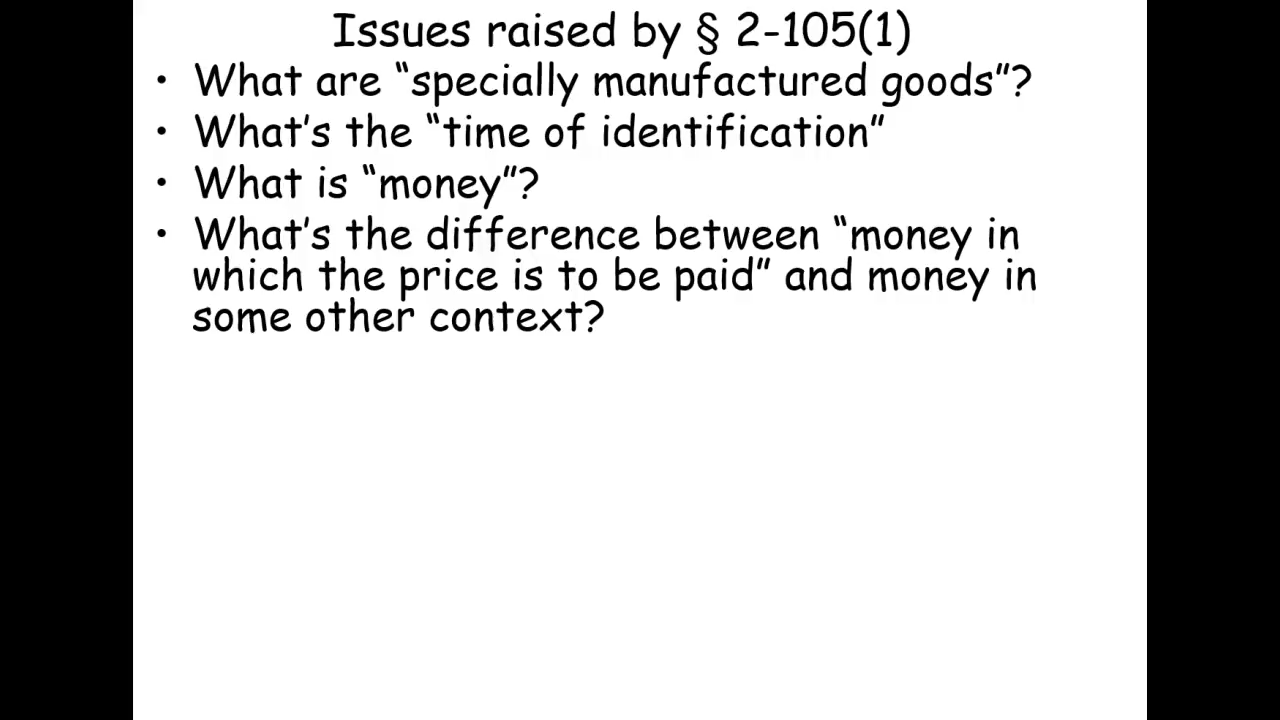 Issues raised by § 2-105(1)
• What are “specially manufactured goods”?
• What’s the “time of identification”
• What is “money”?
• What’s the difference between “money in
which the price is to be paid” and money in
some other context?